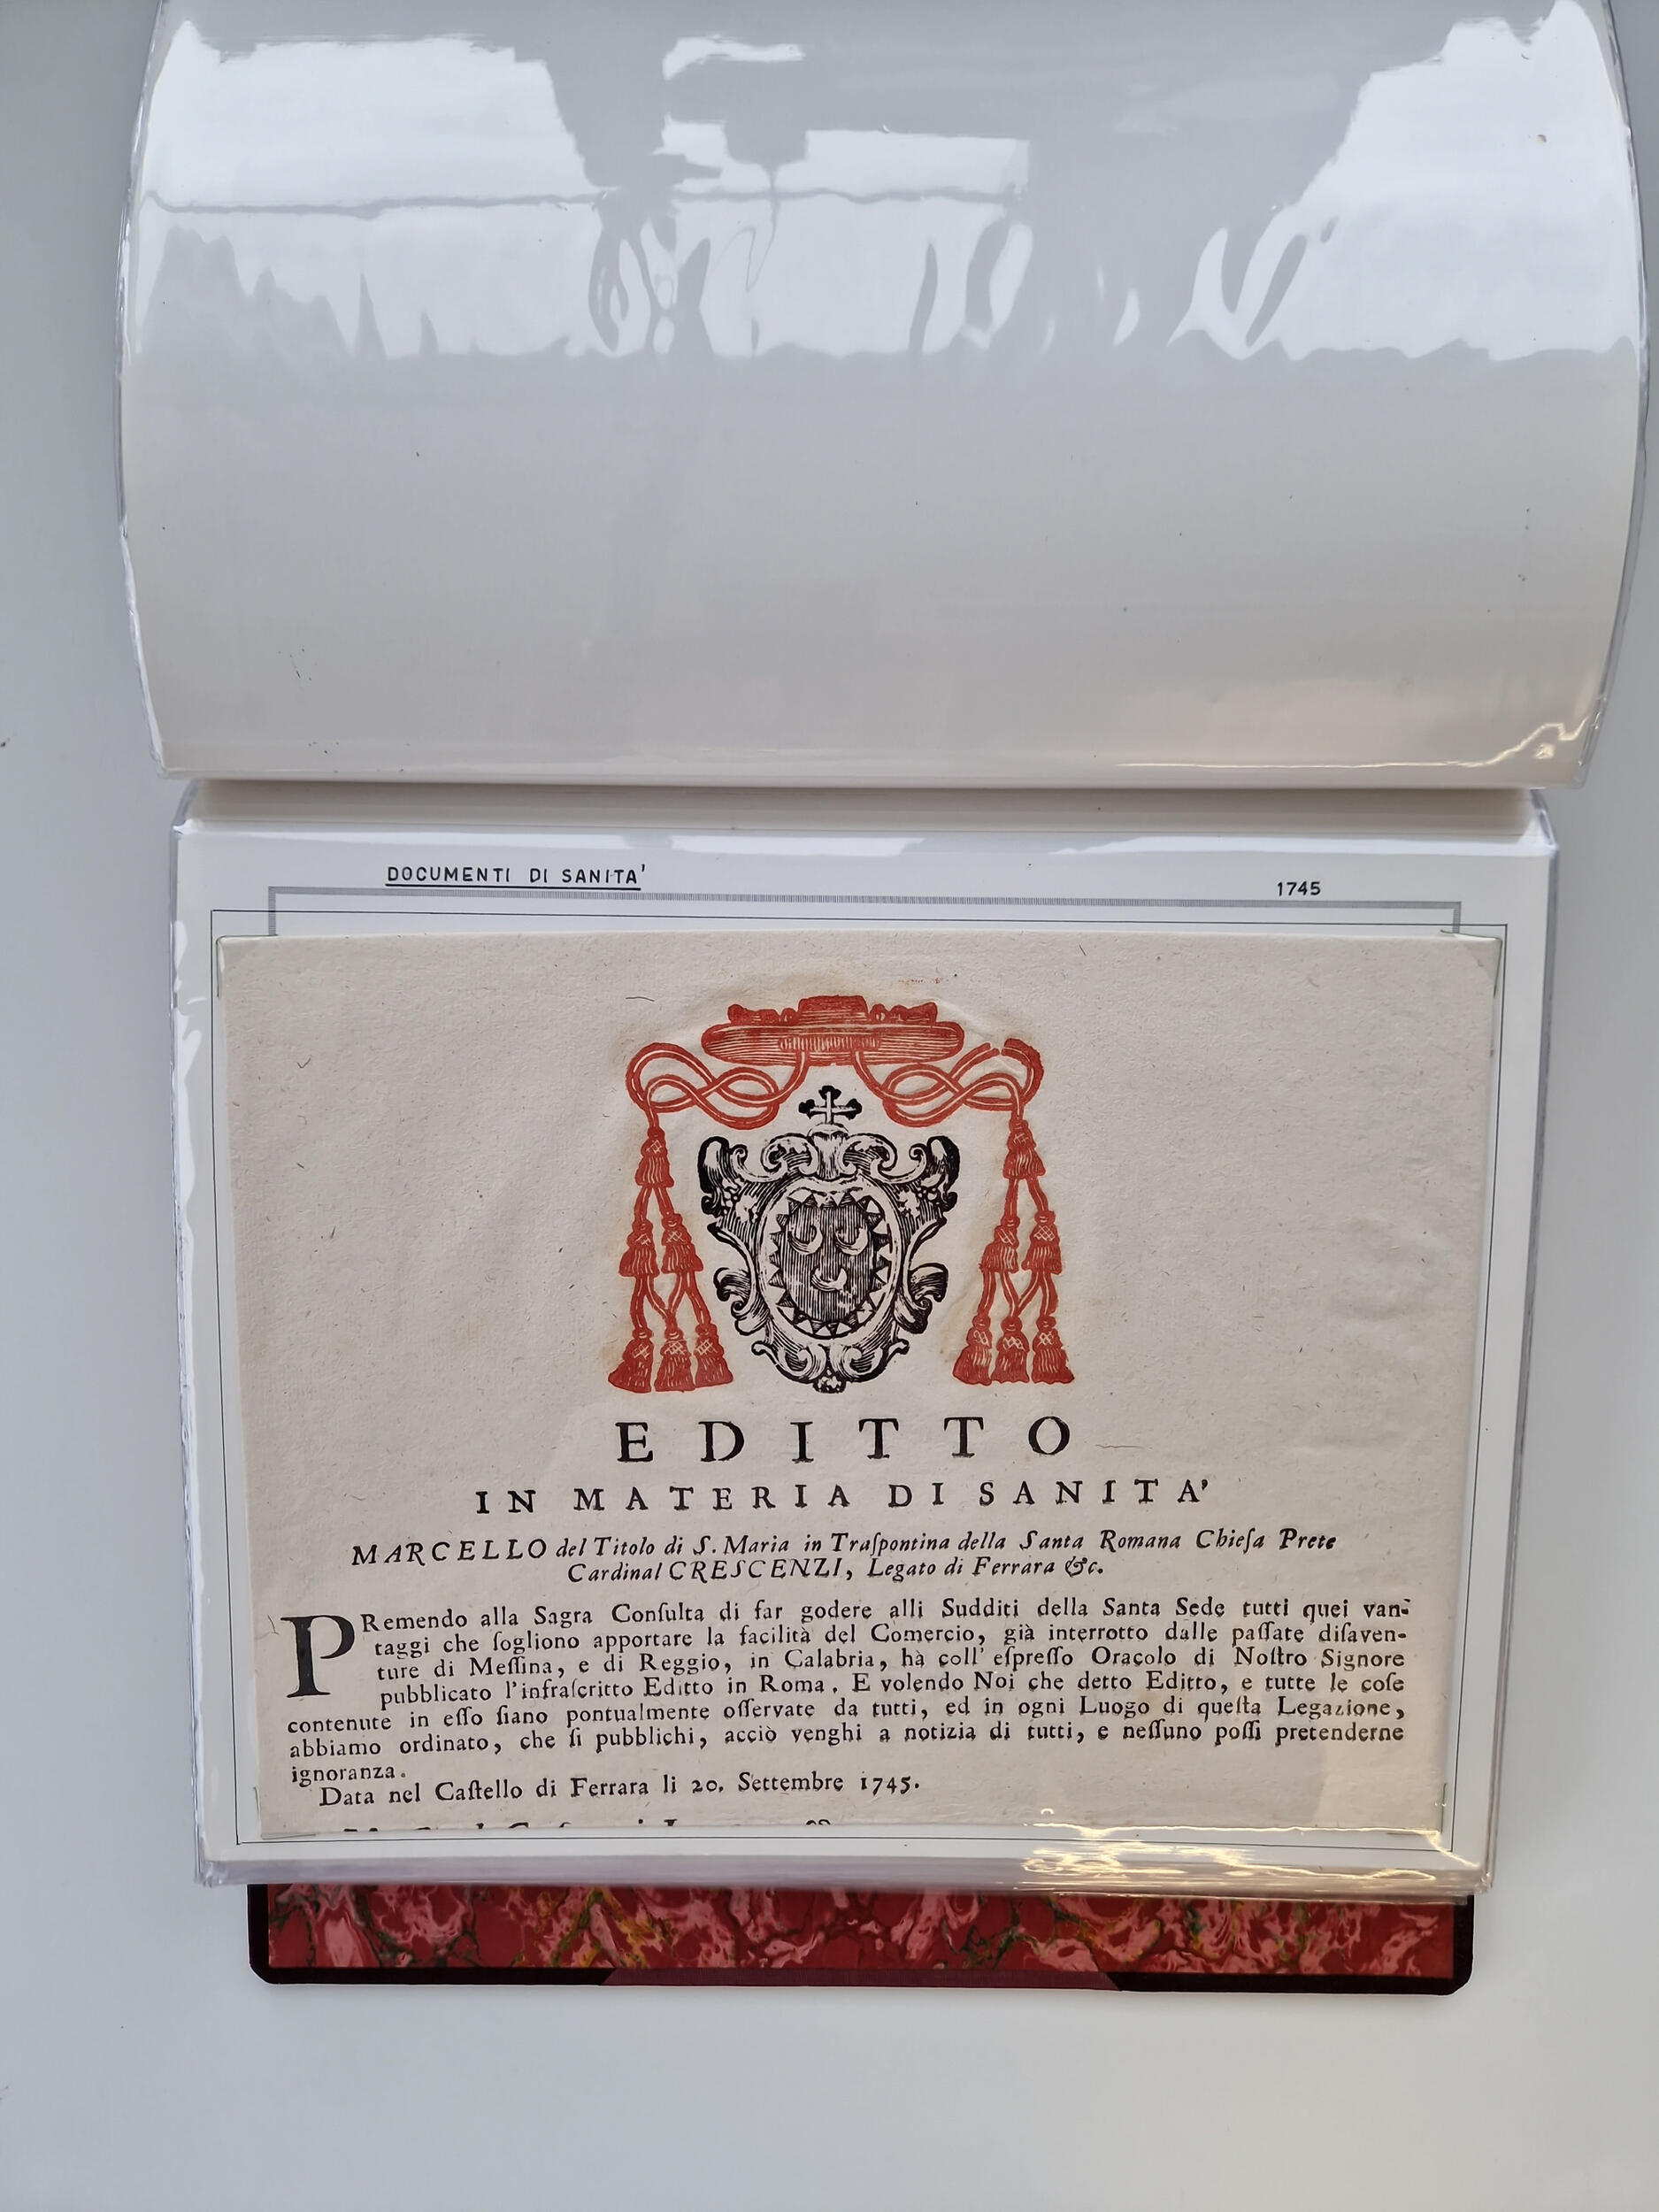 DOCUMENTI DI SANITA'
1745
EDITTO
IN MATERIA DI SANITA'
MARCELLO del Titolo di S. Maria in Traſpontina della Santa Romana Chieſa Prete
Cardinal CRESCENZI, Legato di Ferrara &c.
PRemendo alla Sagra Conſulta di far godere alli Sudditi della Santa Sede tutti quei van-
taggi che ſogliono apportare la facilità del Comercio, già interrotto dalle paſſate diſaven-
ture di Meſſina, e di Reggio, in Calabria, hà coll' eſpreſſo Oracolo di Noſtro Signore
pubblicato l'infraſcritto Editto in Roma. E volendo Noi che detto Editto, e tutte le coſe
contenute in eſſo ſiano pontualmente oſſervate da tutti, ed in ogni Luogo di queſta Legazione,
abbiamo ordinato, che ſi pubblichi, acciò venghi a notizia di tutti, e neſſuno poſſi pretenderne
ignoranza.
Data nel Caſtello di Ferrara li 20. Settembre 1745.